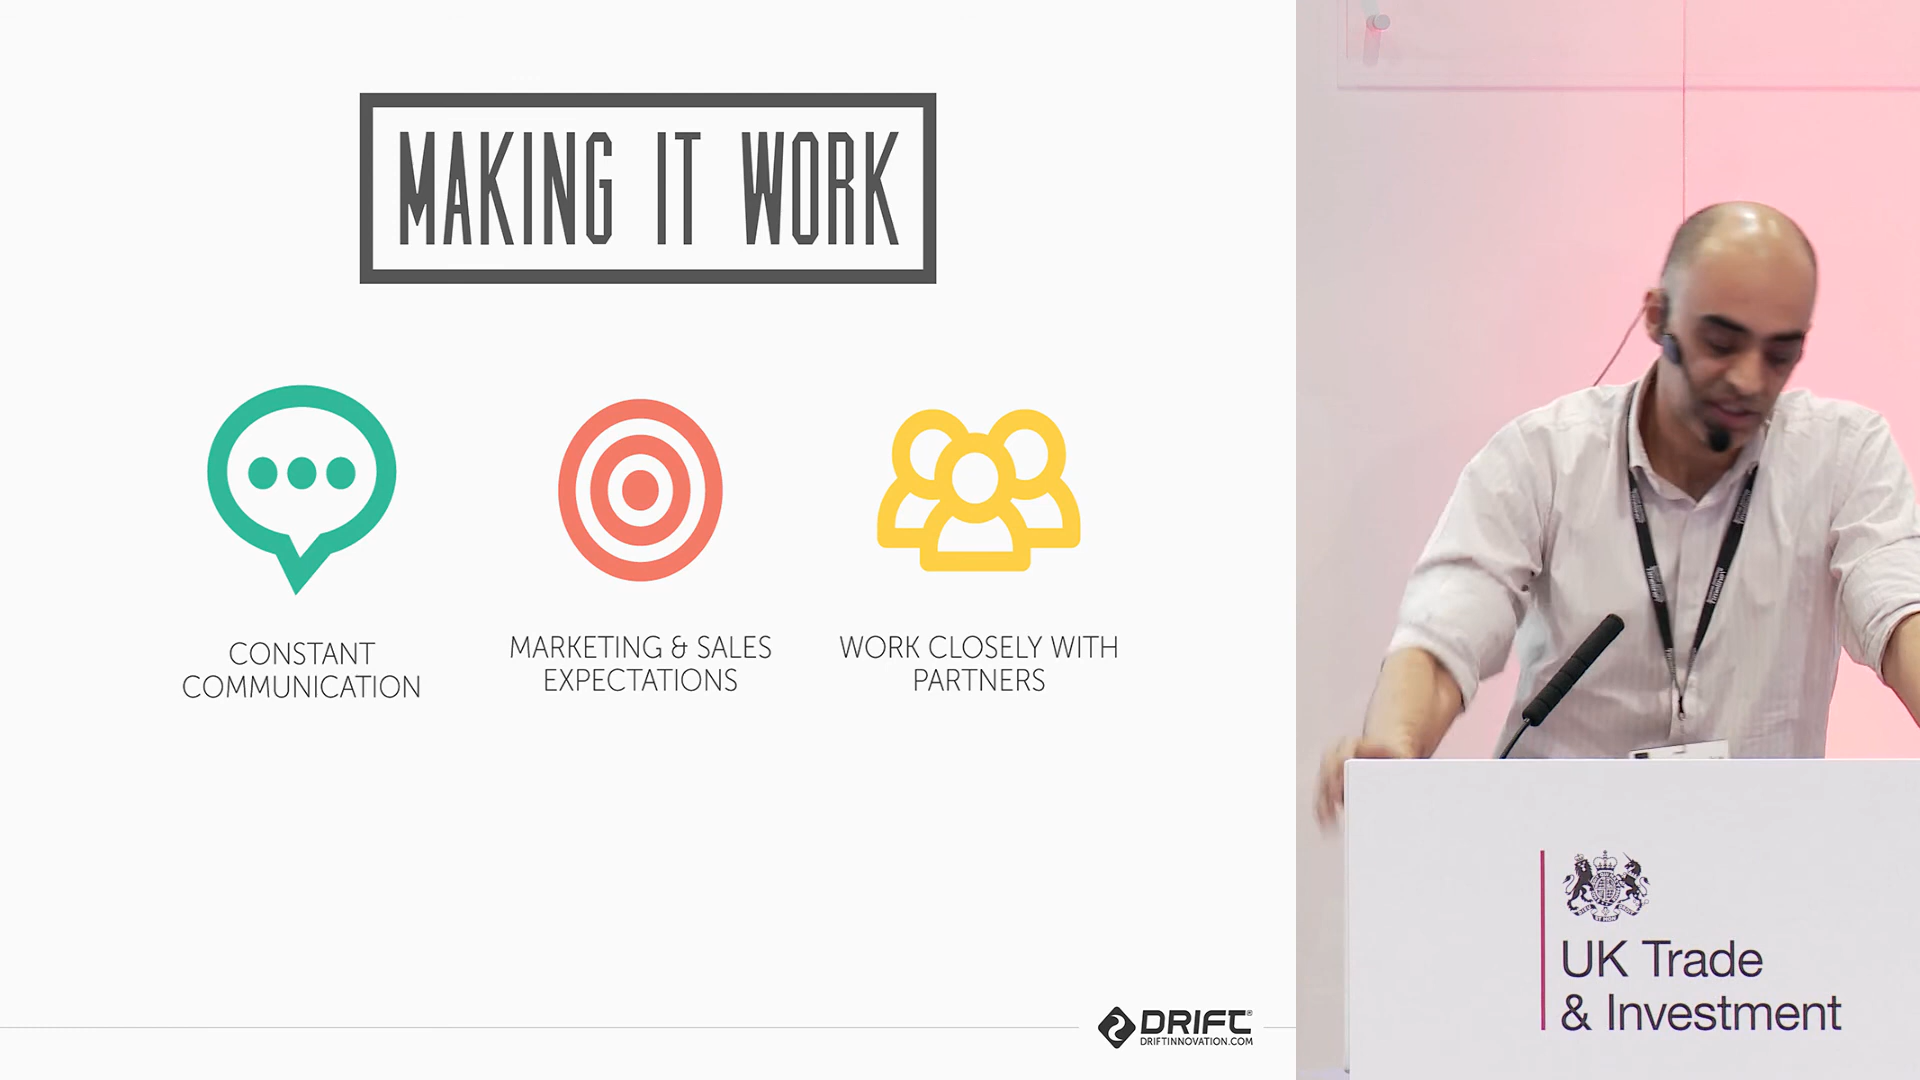 MAKING IT WORK
CONSTANT
COMMUNICATION
MARKETING & SALES
EXPECTATIONS
WORK CLOSELY WITH
PARTNERS
DRIFT
DRIFTINNOVATION.COM
UK Trade
& Investment